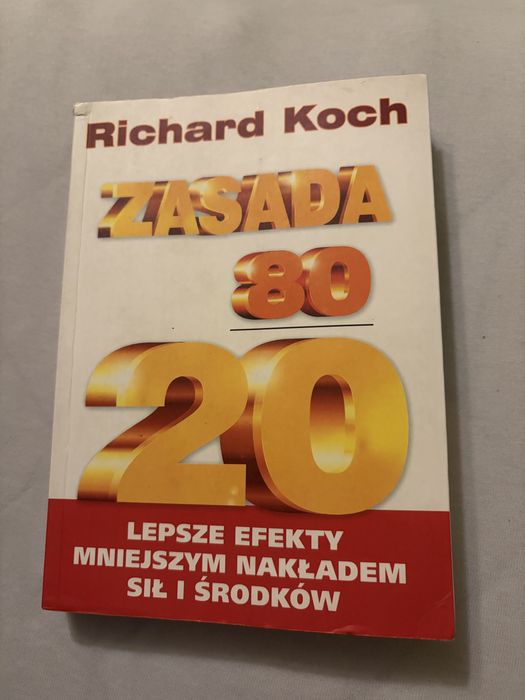 Richard Koch
ZASADA
80
20
LEPSZE EFEKTY
MNIEJSZYM NAKŁADEM
SIŁ I ŚRODKÓW